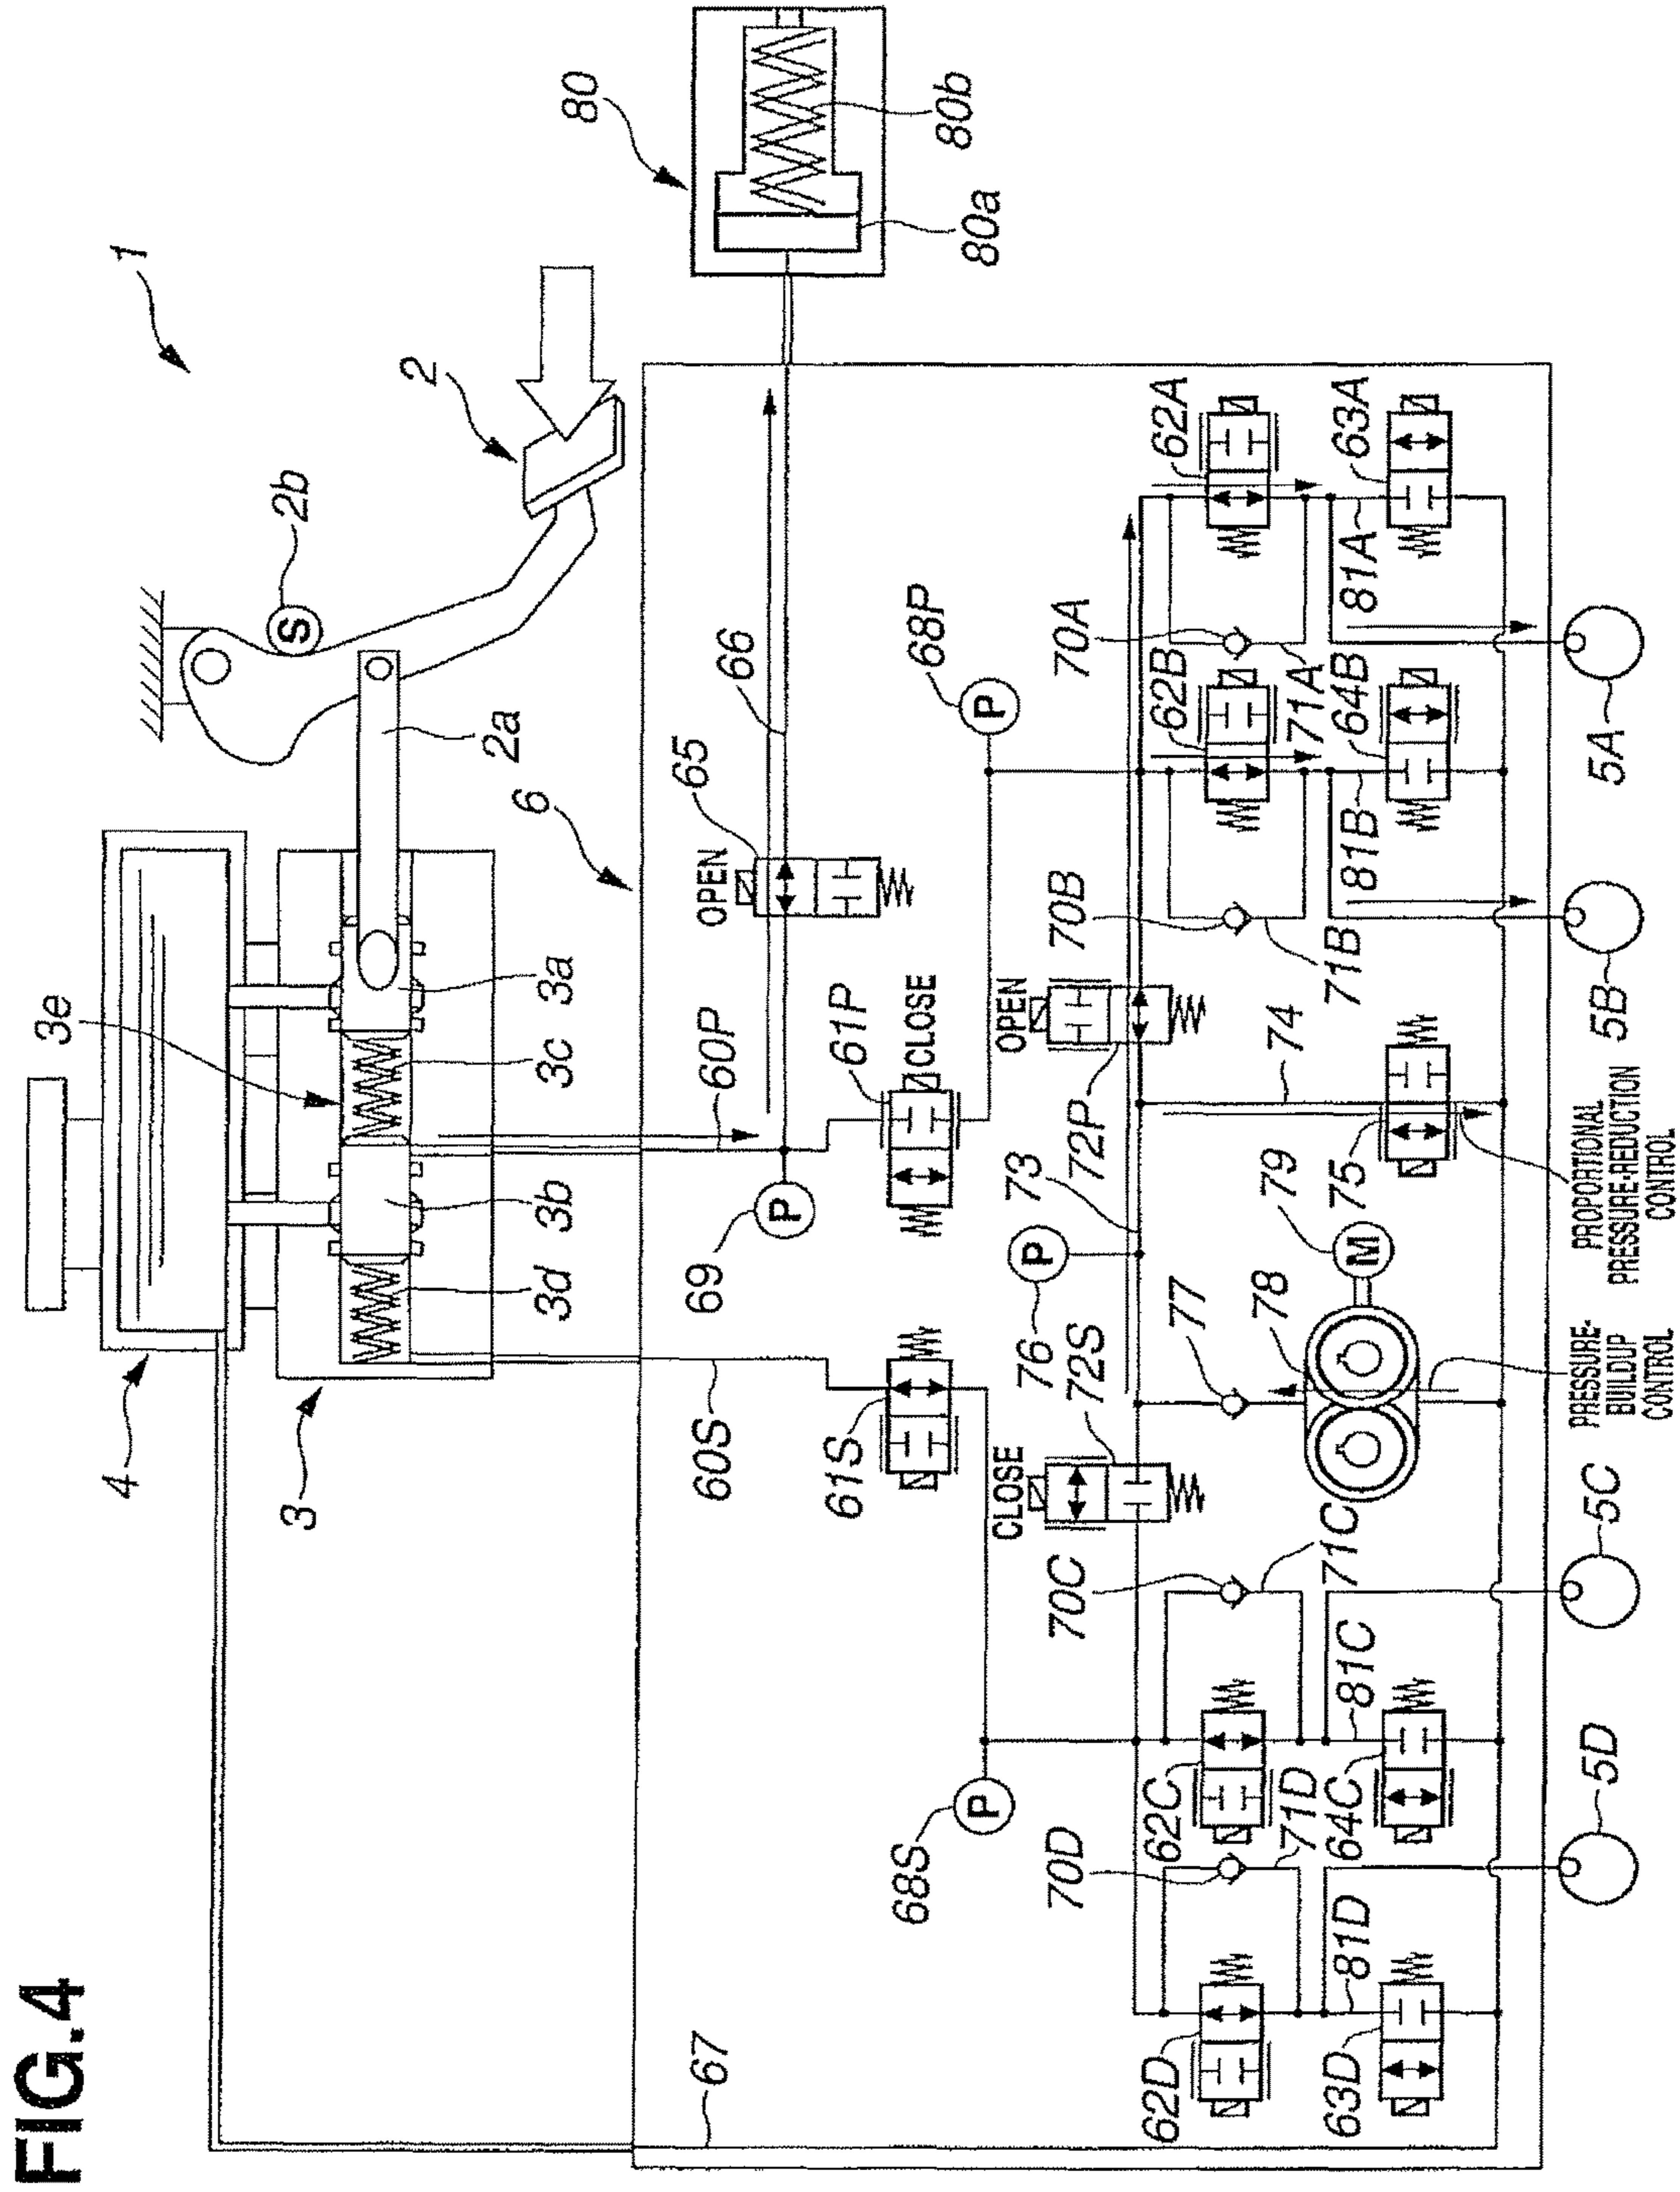 FIG.4
1
2
2b
2a
3
3e
3a
3c
3b
3d
4
S
80
80b
80a
6
65
OPEN
66
60P
61P
CLOSE
68P
P
69
P
60S
61S
68S
P
67
OPEN
72P
73
76
P
72S
CLOSE
74
75
77
78
79
M
70A
70B
70C
70D
62A
62B
62C
62D
71A
71B
71C
71D
63A
64B
64C
63D
81A
81B
81C
81D
5A
5B
5C
5D
PROPORTIONAL
PRESSURE-REDUCTION
CONTROL
PRESSURE-
BUILDUP
CONTROL